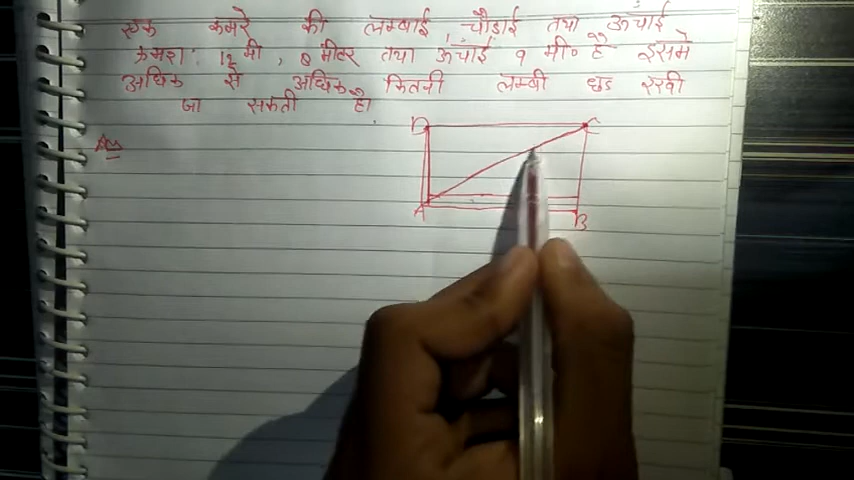 एक कमरे की लम्बाई, चौडाई तथा ऊचाई
क्रमशः 12 मी, 8 मीटर तथा ऊंचाई 9 मी० है इसमे
अधिक से अधिक कितनी लम्बी छड रखी
जा सकती है।
Ans
D C
A B